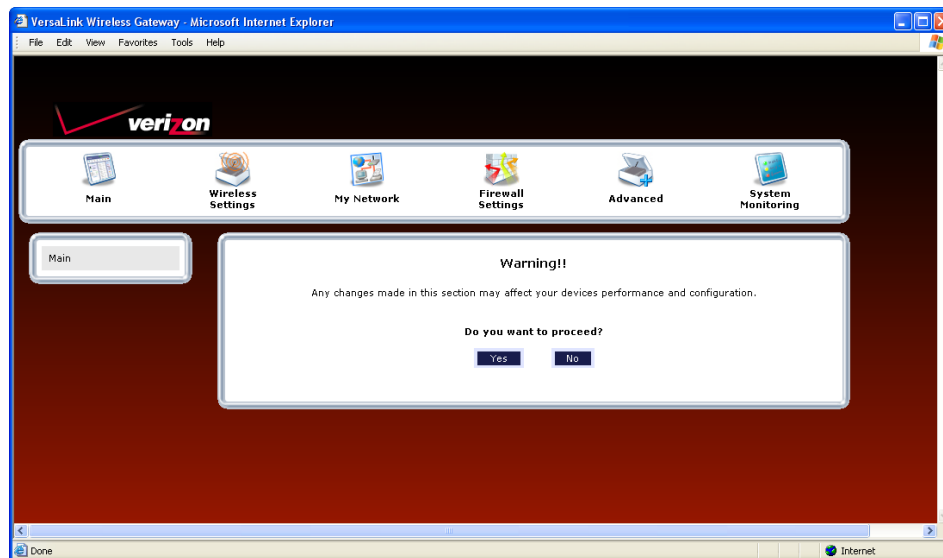 VersaLink Wireless Gateway - Microsoft Internet Explorer
File Edit View Favorites Tools Help
verizon
Main
Wireless Settings
My Network
Firewall Settings
Advanced
System Monitoring
Main
Warning!!
Any changes made in this section may affect your devices performance and configuration.
Do you want to proceed?
Yes No
Done Internet